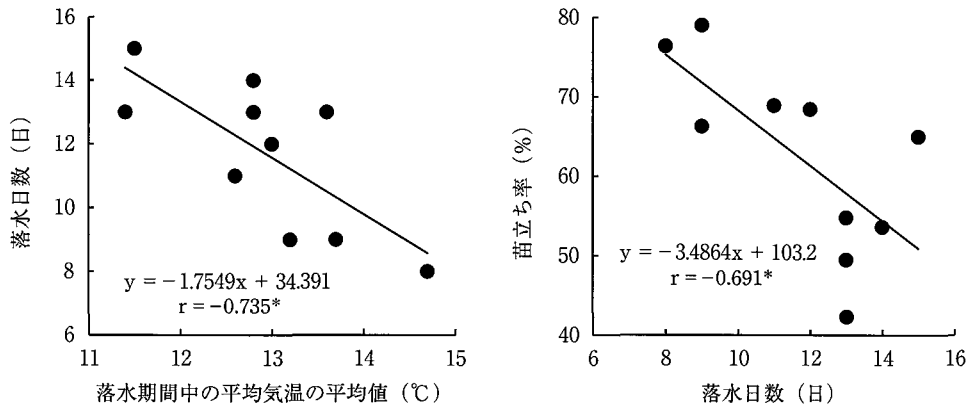 16
14
12
10
8
6
落水日数（日）
y = −1.7549x + 34.391
r = −0.735*
11 12 13 14 15
落水期間中の平均気温の平均値（℃）
80
70
60
50
40
苗立ち率（%）
y = −3.4864x + 103.2
r = −0.691*
6 8 10 12 14 16
落水日数（日）